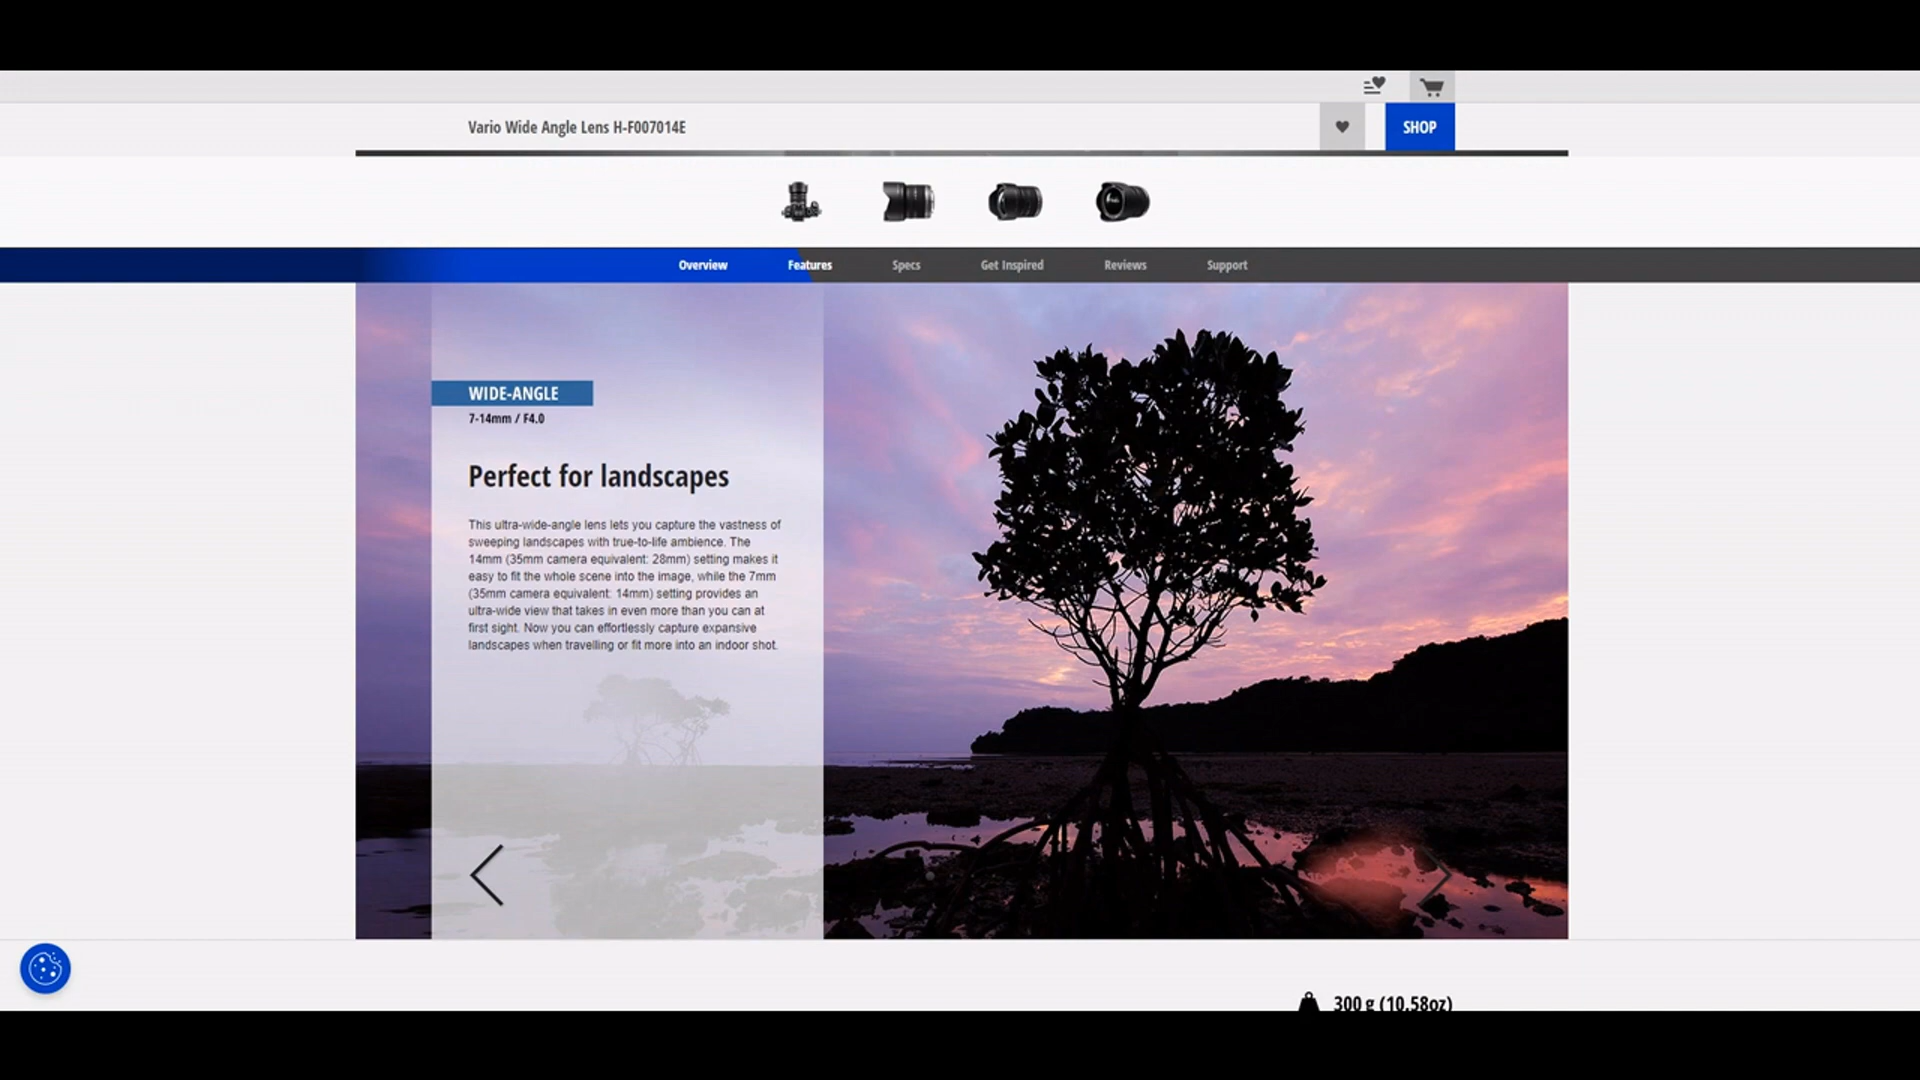 Vario Wide Angle Lens H-F007014E
SHOP
Overview Features Specs Get Inspired Reviews Support
WIDE-ANGLE
7-14mm / F4.0
Perfect for landscapes
This ultra-wide-angle lens lets you capture the vastness of
sweeping landscapes with true-to-life ambience. The
14mm (35mm camera equivalent: 28mm) setting makes it
easy to fit the whole scene into the image, while the 7mm
(35mm camera equivalent: 14mm) setting provides an
ultra-wide view that takes in even more than you can at
first sight. Now you can effortlessly capture expansive
landscapes when travelling or fit more into an indoor shot.
300 g (10.58oz)